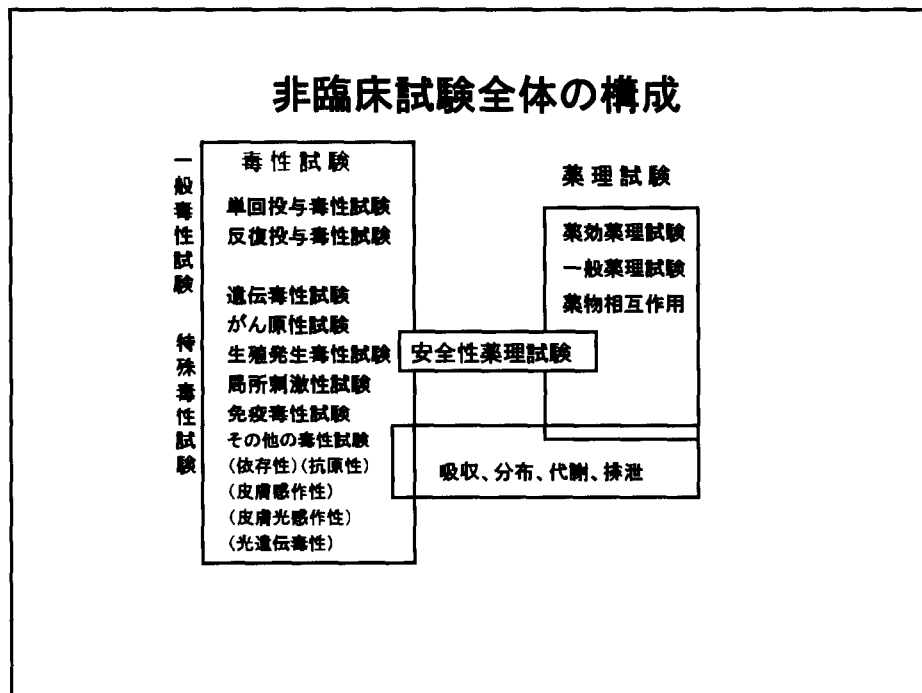 非臨床試験全体の構成
一般毒性試験
特殊毒性試験
毒性試験
単回投与毒性試験
反復投与毒性試験
遺伝毒性試験
がん原性試験
生殖発生毒性試験
局所刺激性試験
免疫毒性試験
その他の毒性試験
(依存性)(抗原性)
(皮膚感作性)
(皮膚光感作性)
(光遺伝毒性)
安全性薬理試験
薬理試験
薬効薬理試験
一般薬理試験
薬物相互作用
吸収、分布、代謝、排泄